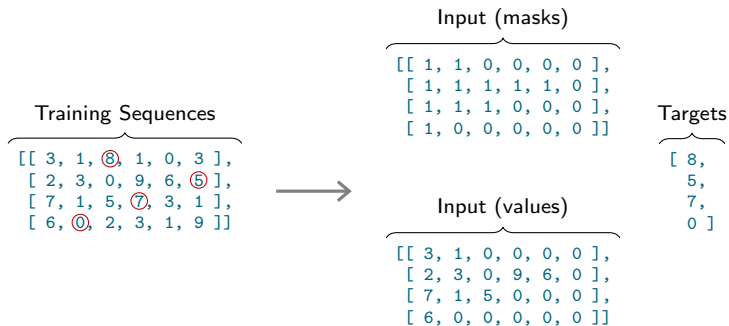 Training Sequences
[[ 3, 1, 8, 1, 0, 3 ],
[ 2, 3, 0, 9, 6, 5 ],
[ 7, 1, 5, 7, 3, 1 ],
[ 6, 0, 2, 3, 1, 9 ]]
Input (masks)
[[ 1, 1, 0, 0, 0, 0 ],
[ 1, 1, 1, 1, 1, 0 ],
[ 1, 1, 1, 0, 0, 0 ],
[ 1, 0, 0, 0, 0, 0 ]]
Input (values)
[[ 3, 1, 0, 0, 0, 0 ],
[ 2, 3, 0, 9, 6, 0 ],
[ 7, 1, 5, 0, 0, 0 ],
[ 6, 0, 0, 0, 0, 0 ]]
Targets
[ 8,
5,
7,
0 ]